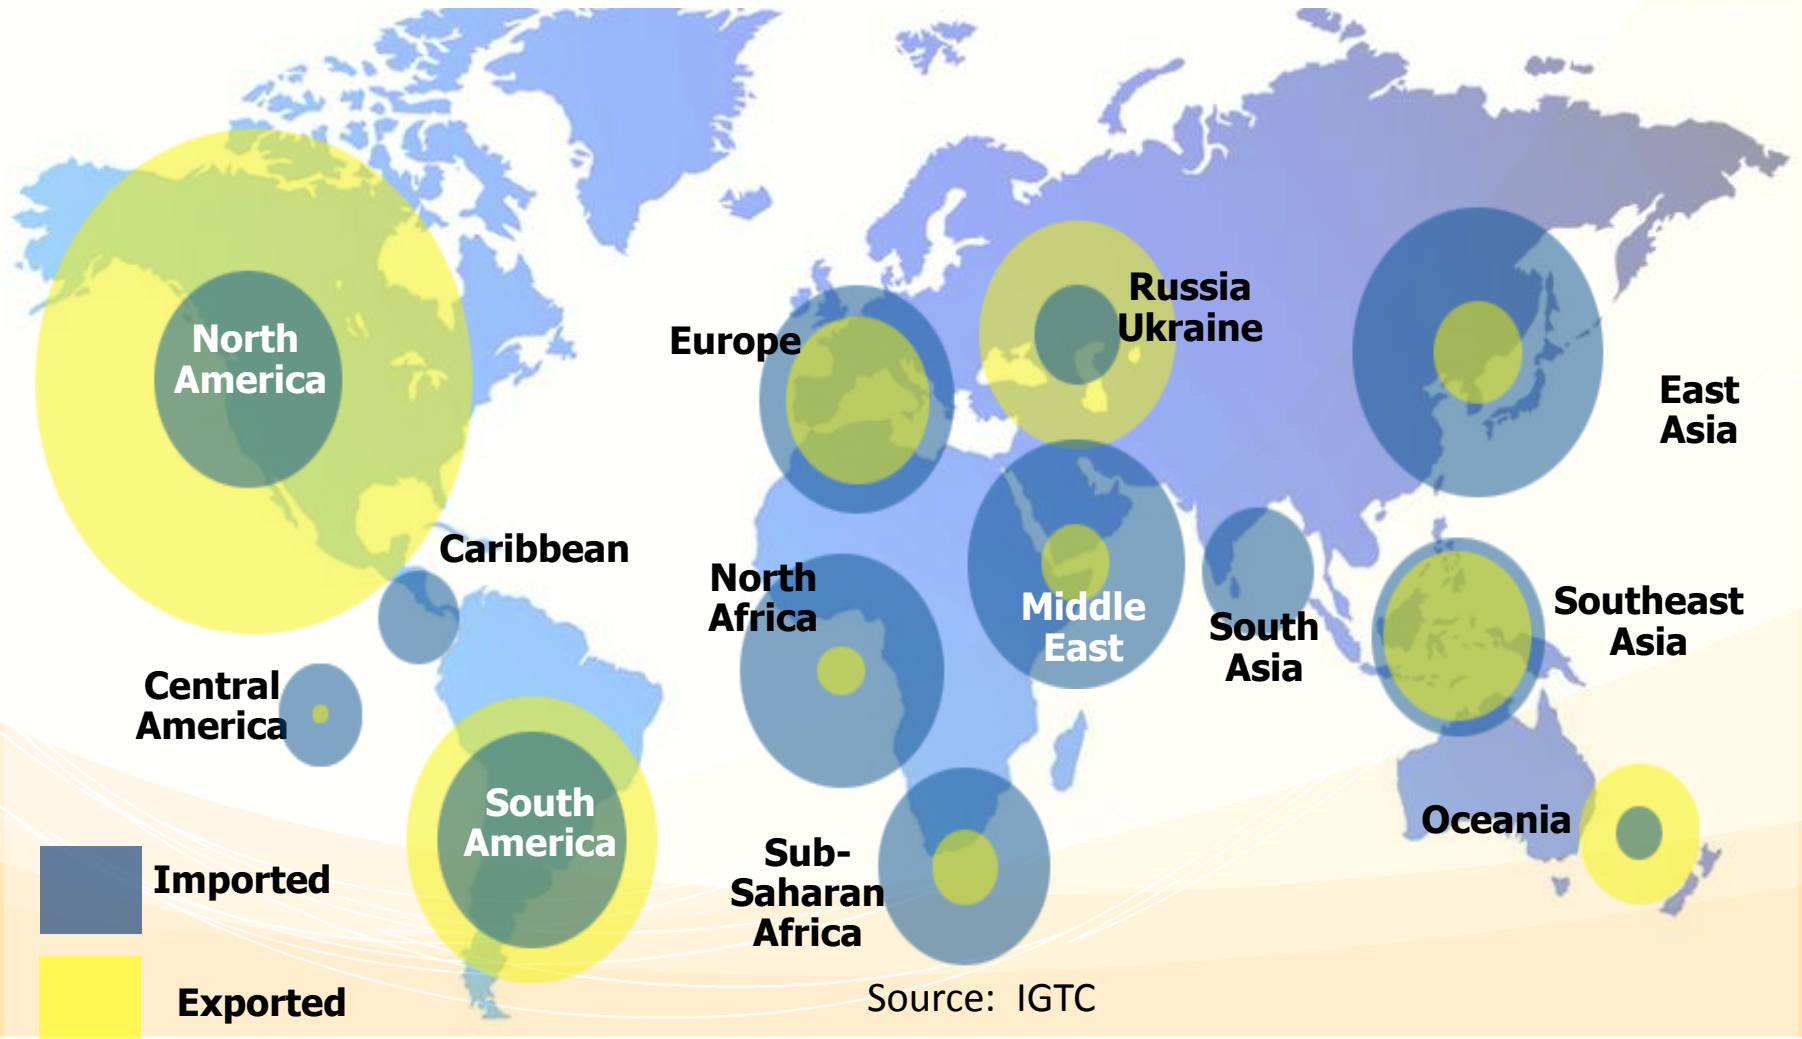 North
America
Caribbean
Central
America
South
America
Europe
Russia
Ukraine
East
Asia
North
Africa
Middle
East
South
Asia
Southeast
Asia
Sub-
Saharan
Africa
Oceania
Imported
Exported
Source: IGTC